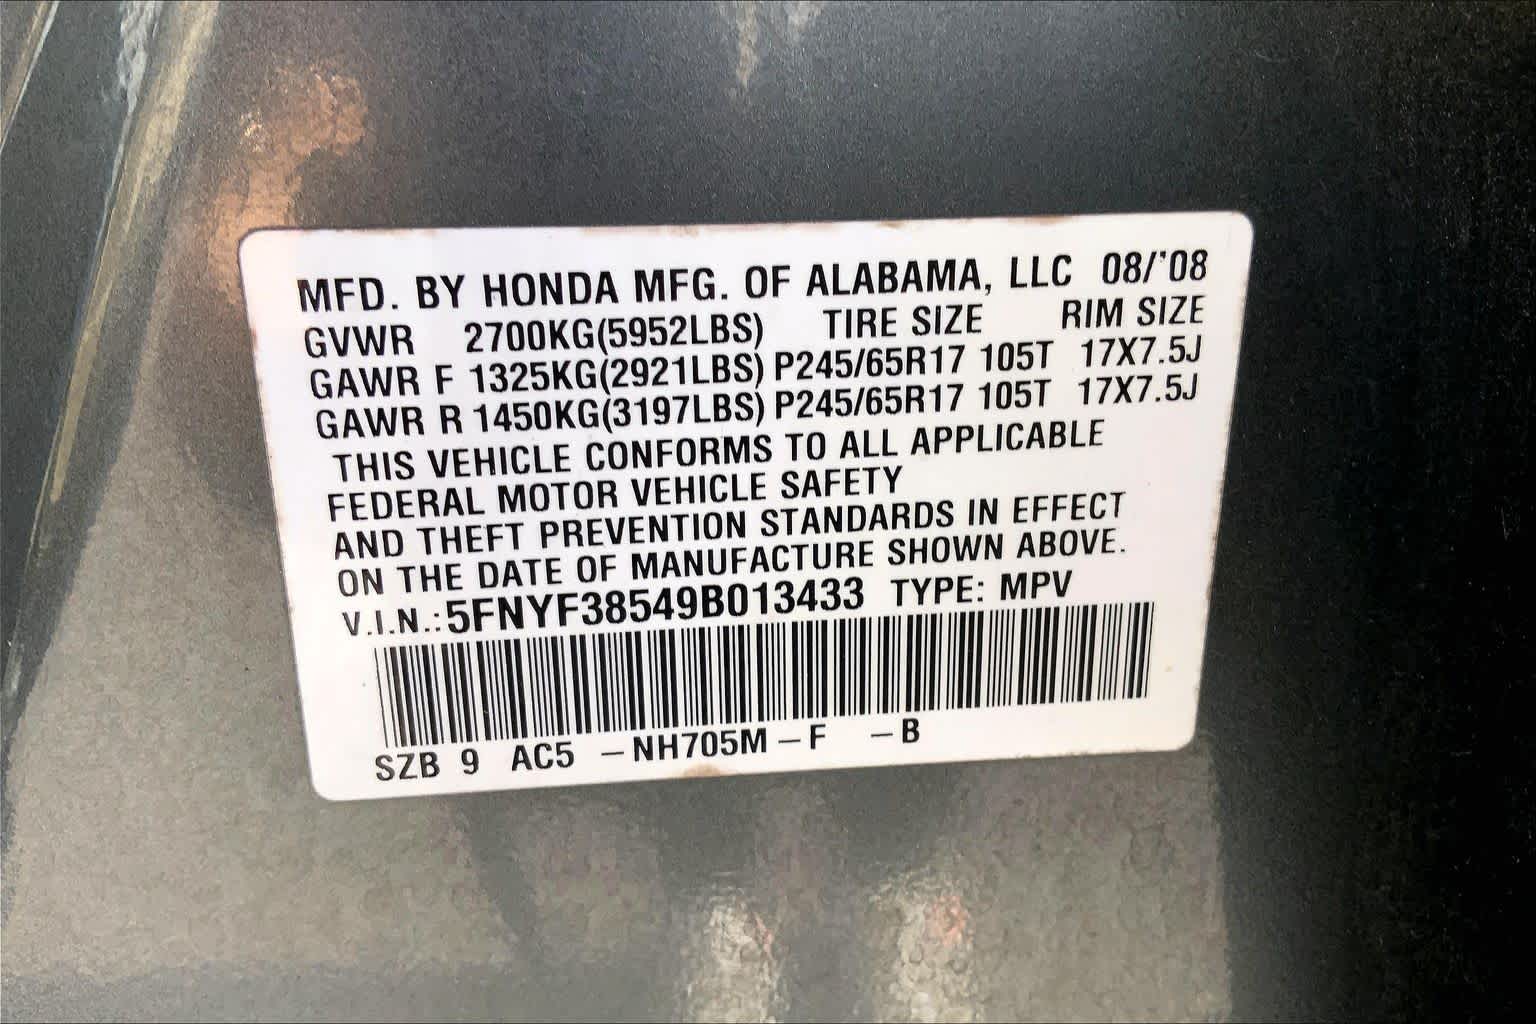 MFD. BY HONDA MFG. OF ALABAMA, LLC 08/'08
GVWR 2700KG(5952LBS) TIRE SIZE RIM SIZE
GAWR F 1325KG(2921LBS) P245/65R17 105T 17X7.5J
GAWR R 1450KG(3197LBS) P245/65R17 105T 17X7.5J
THIS VEHICLE CONFORMS TO ALL APPLICABLE
FEDERAL MOTOR VEHICLE SAFETY
AND THEFT PREVENTION STANDARDS IN EFFECT
ON THE DATE OF MANUFACTURE SHOWN ABOVE.
V.I.N.:5FNYF38549B013433 TYPE: MPV
SZB 9 AC5 –NH705M–F –B